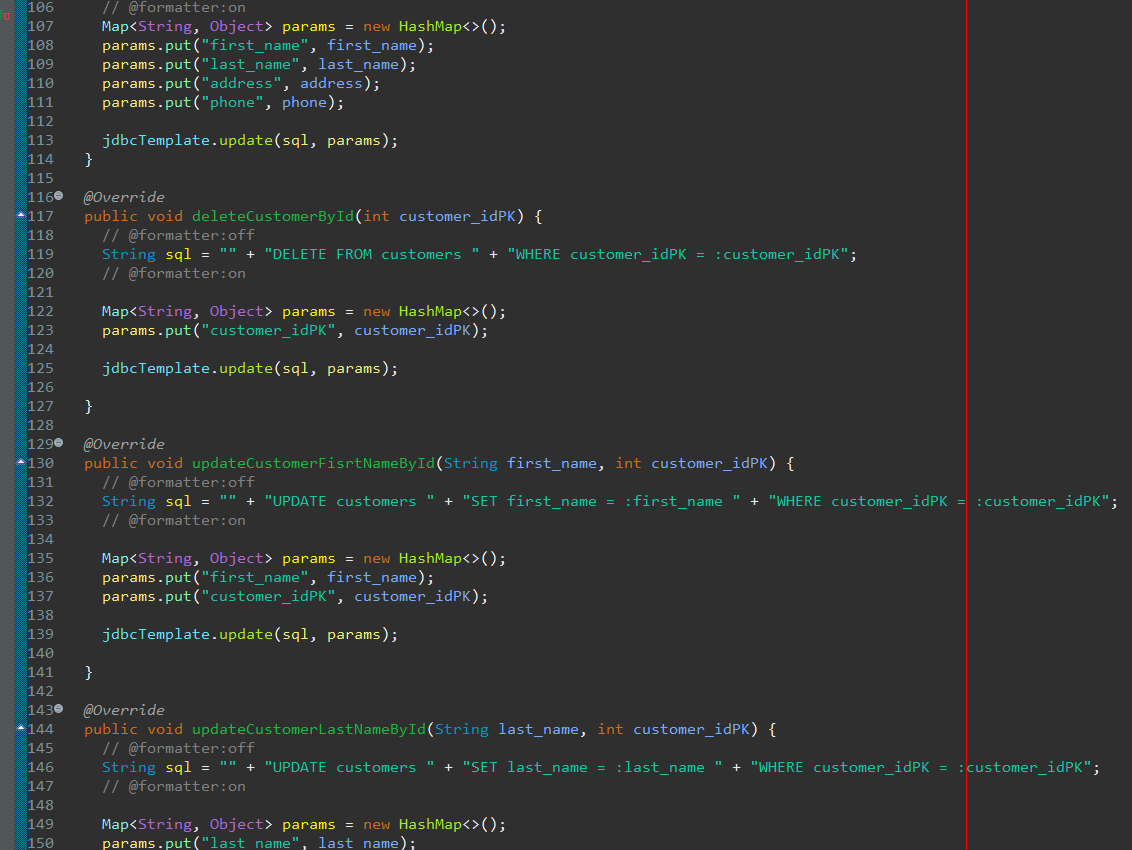 106 // @formatter:on
107 Map<String, Object> params = new HashMap<>();
108 params.put("first_name", first_name);
109 params.put("last_name", last_name);
110 params.put("address", address);
111 params.put("phone", phone);
112
113 jdbcTemplate.update(sql, params);
114 }
115
116 @Override
117 public void deleteCustomerById(int customer_idPK) {
118 // @formatter:off
119 String sql = "" + "DELETE FROM customers " + "WHERE customer_idPK = :customer_idPK";
120 // @formatter:on
121
122 Map<String, Object> params = new HashMap<>();
123 params.put("customer_idPK", customer_idPK);
124
125 jdbcTemplate.update(sql, params);
126
127 }
128
129 @Override
130 public void updateCustomerFisrtNameById(String first_name, int customer_idPK) {
131 // @formatter:off
132 String sql = "" + "UPDATE customers " + "SET first_name = :first_name " + "WHERE customer_idPK = :customer_idPK";
133 // @formatter:on
134
135 Map<String, Object> params = new HashMap<>();
136 params.put("first_name", first_name);
137 params.put("customer_idPK", customer_idPK);
138
139 jdbcTemplate.update(sql, params);
140
141 }
142
143 @Override
144 public void updateCustomerLastNameById(String last_name, int customer_idPK) {
145 // @formatter:off
146 String sql = "" + "UPDATE customers " + "SET last_name = :last_name " + "WHERE customer_idPK = :customer_idPK";
147 // @formatter:on
148
149 Map<String, Object> params = new HashMap<>();
150 params.put("last_name", last_name);